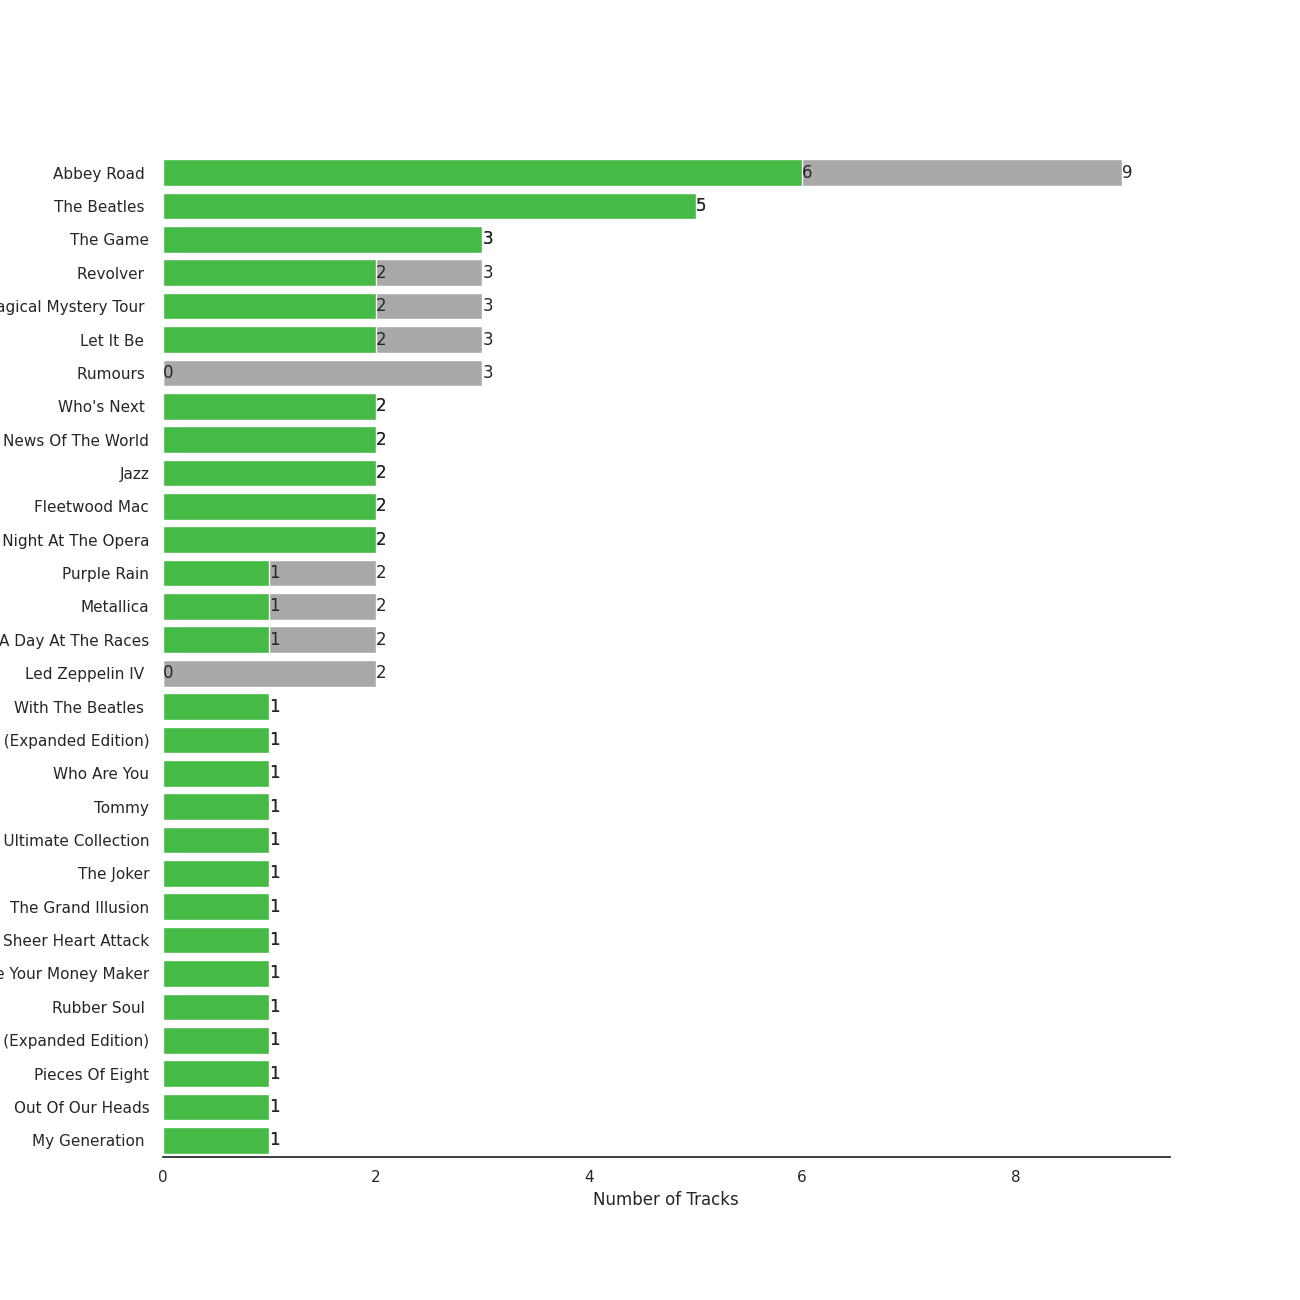 Abbey Road 6 9
The Beatles 5
The Game 3
Revolver 2 3
agical Mystery Tour 2 3
Let It Be 2 3
Rumours 0 3
Who's Next 2
News Of The World 2
Jazz 2
Fleetwood Mac 2
Night At The Opera 2
Purple Rain 1 2
Metallica 1 2
A Day At The Races 1 2
Led Zeppelin IV 0 2
With The Beatles 1
(Expanded Edition) 1
Who Are You 1
Tommy 1
Ultimate Collection 1
The Joker 1
The Grand Illusion 1
Sheer Heart Attack 1
e Your Money Maker 1
Rubber Soul 1
(Expanded Edition) 1
Pieces Of Eight 1
Out Of Our Heads 1
My Generation 1
0 2 4 6 8
Number of Tracks